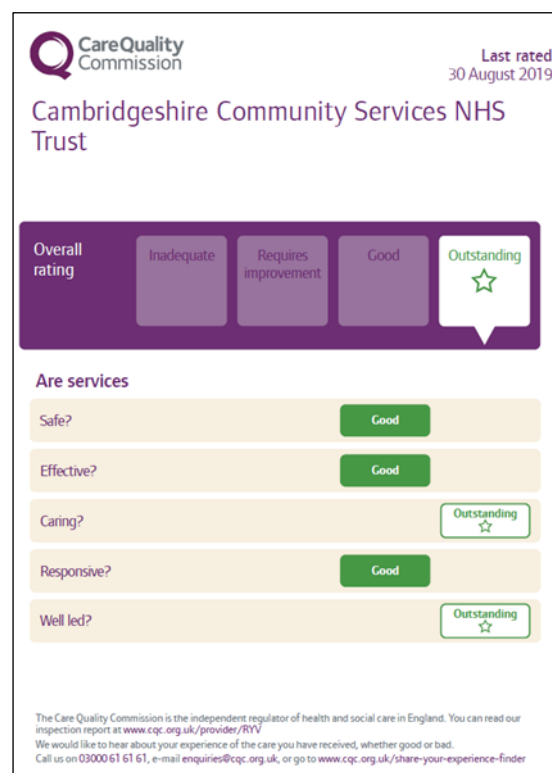 CareQuality
Commission
Last rated
30 August 2019
Cambridgeshire Community Services NHS
Trust
Overall
rating
Inadequate
Requires
improvement
Good
Outstanding
Are services
Safe?
Good
Effective?
Good
Caring?
Outstanding
Responsive?
Good
Well led?
Outstanding
The Care Quality Commission is the independent regulator of health and social care in England. You can read our
inspection report at www.cqc.org.uk/provider/RYV
We would like to hear about your experience of the care you have received, whether good or bad.
Call us on 03000 61 61 61, e-mail enquiries@cqc.org.uk, or go to www.cqc.org.uk/share-your-experience-finder